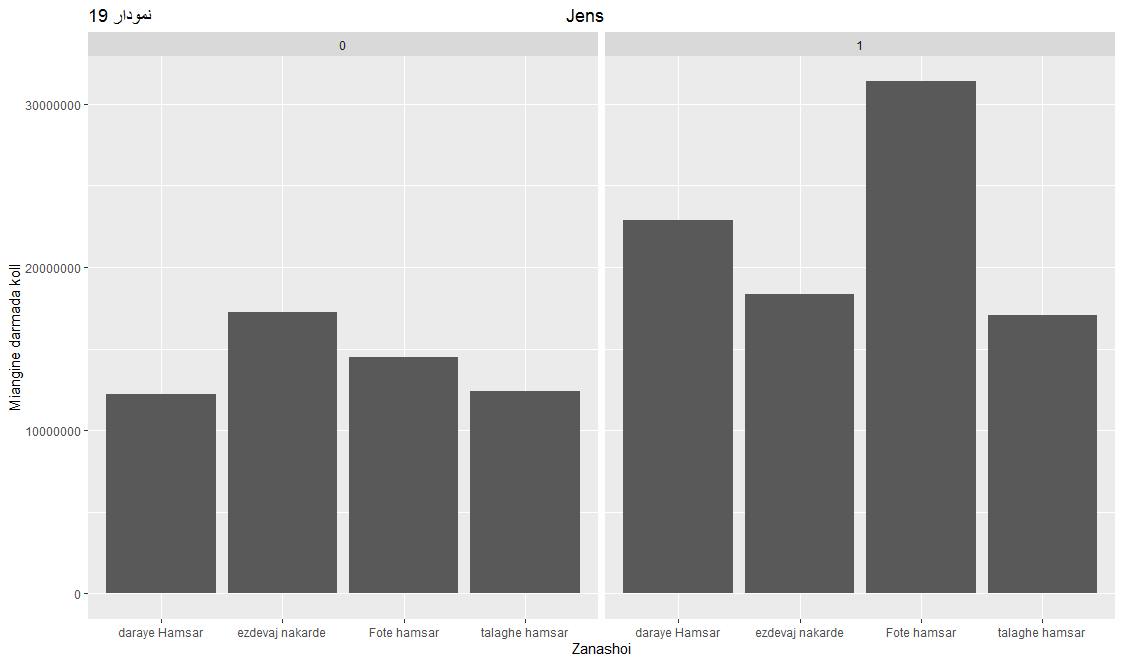 نمودار 19
Jens
0
1
Miangine darmada koll
30000000
20000000
10000000
0
daraye Hamsar
ezdevaj nakarde
Fote hamsar
talaghe hamsar
daraye Hamsar
ezdevaj nakarde
Fote hamsar
talaghe hamsar
Zanashoi